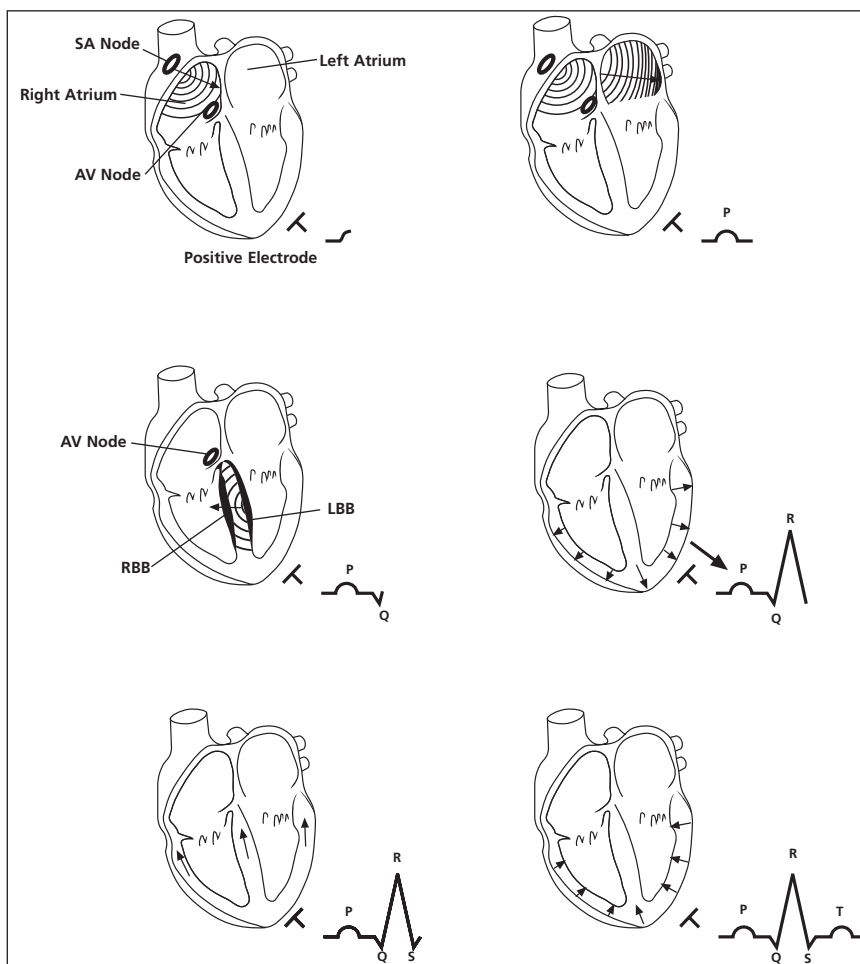 SA Node
Left Atrium
Right Atrium
AV Node
Positive Electrode
P
AV Node
LBB
RBB
P
Q
R
P
Q
R
P
Q
S
R
P
T
Q
S